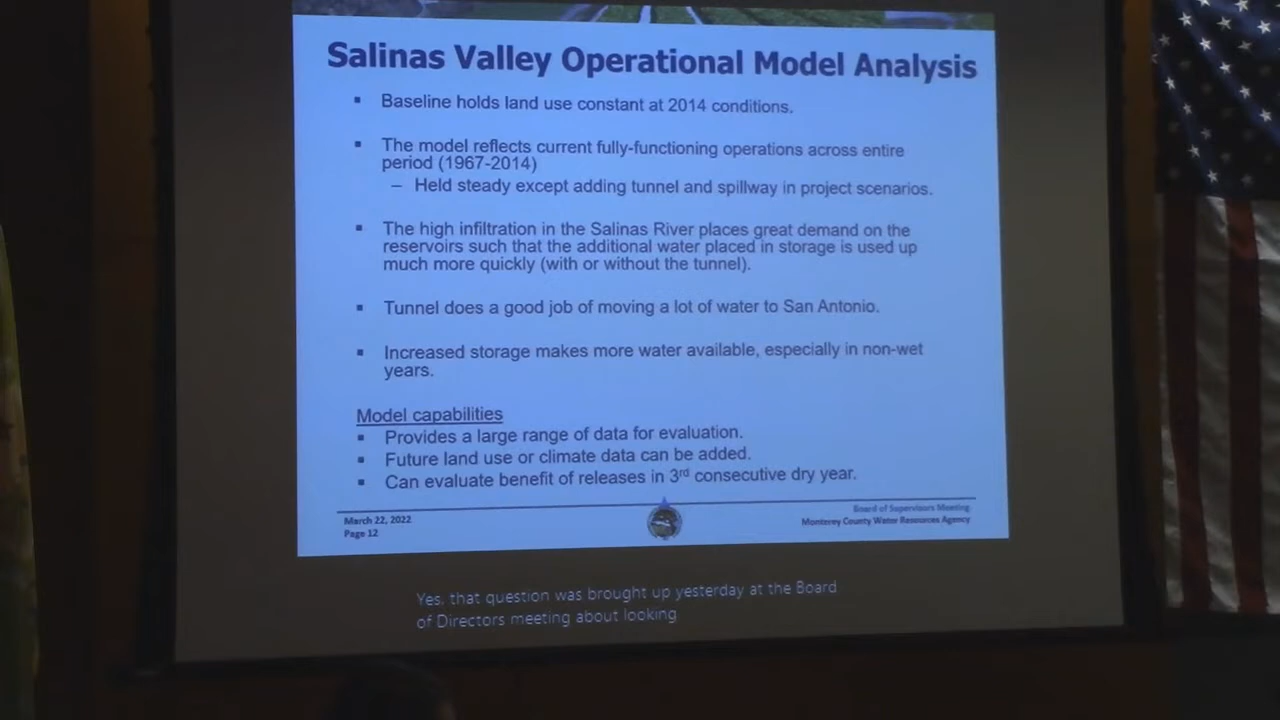 Salinas Valley Operational Model Analysis
▪ Baseline holds land use constant at 2014 conditions.
▪ The model reflects current fully-functioning operations across entire
period (1967-2014)
– Held steady except adding tunnel and spillway in project scenarios.
▪ The high infiltration in the Salinas River places great demand on the
reservoirs such that the additional water placed in storage is used up
much more quickly (with or without the tunnel).
▪ Tunnel does a good job of moving a lot of water to San Antonio.
▪ Increased storage makes more water available, especially in non-wet
years.
Model capabilities
▪ Provides a large range of data for evaluation.
▪ Future land use or climate data can be added.
▪ Can evaluate benefit of releases in 3rd consecutive dry year.
March 22, 2022
Page 12
Board of Supervisors Meeting
Monterey County Water Resources Agency
Yes, that question was brought up yesterday at the Board
of Directors meeting about looking